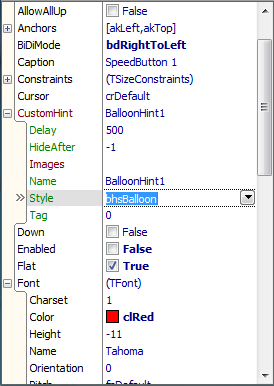 AllowAllUp False
Anchors [akLeft,akTop]
BiDiMode bdRightToLeft
Caption SpeedButton 1
Constraints (TSizeConstraints)
Cursor crDefault
CustomHint BalloonHint1
Delay 500
HideAfter -1
Images
Name BalloonHint1
Style bhsBalloon
Tag 0
Down False
Enabled False
Flat True
Font (TFont)
Charset 1
Color clRed
Height -11
Name Tahoma
Orientation 0
Pitch fpDefault